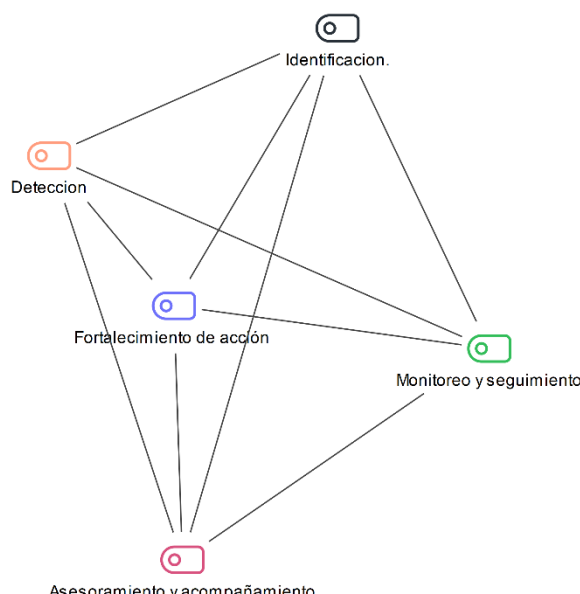 Identificacion.
Deteccion
Fortalecimiento de acción
Monitoreo y seguimiento
Asesoramiento y acompañamiento.